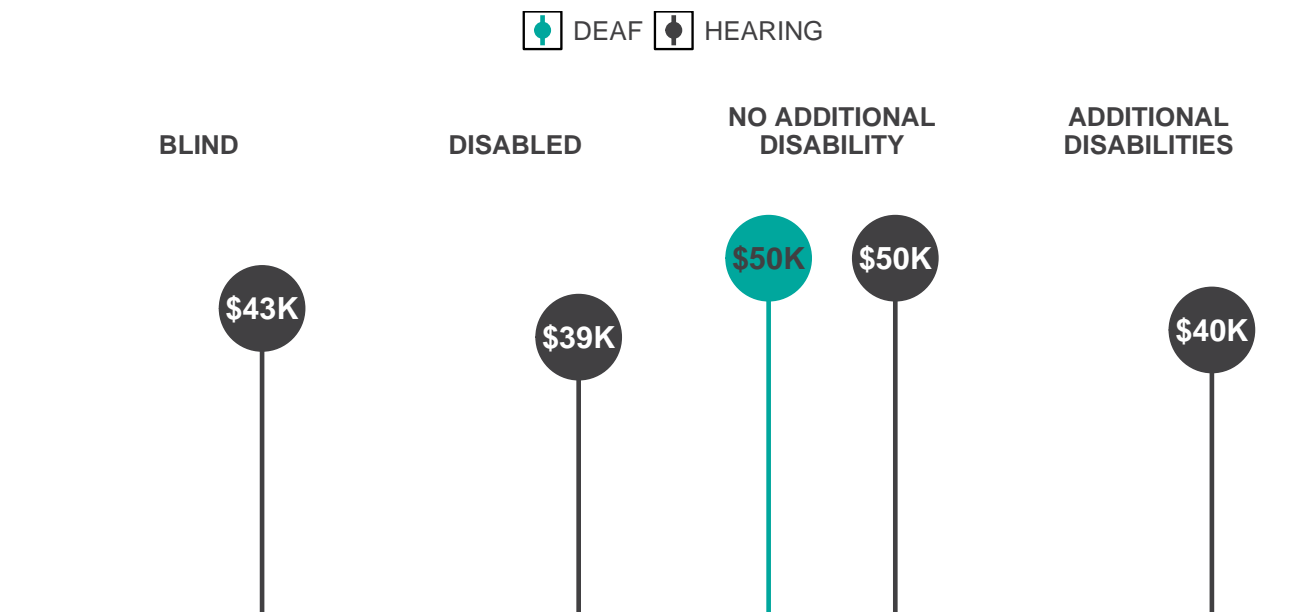 DEAF HEARING
BLIND
DISABLED
NO ADDITIONAL
DISABILITY
ADDITIONAL
DISABILITIES
$43K
$39K
$50K
$50K
$40K